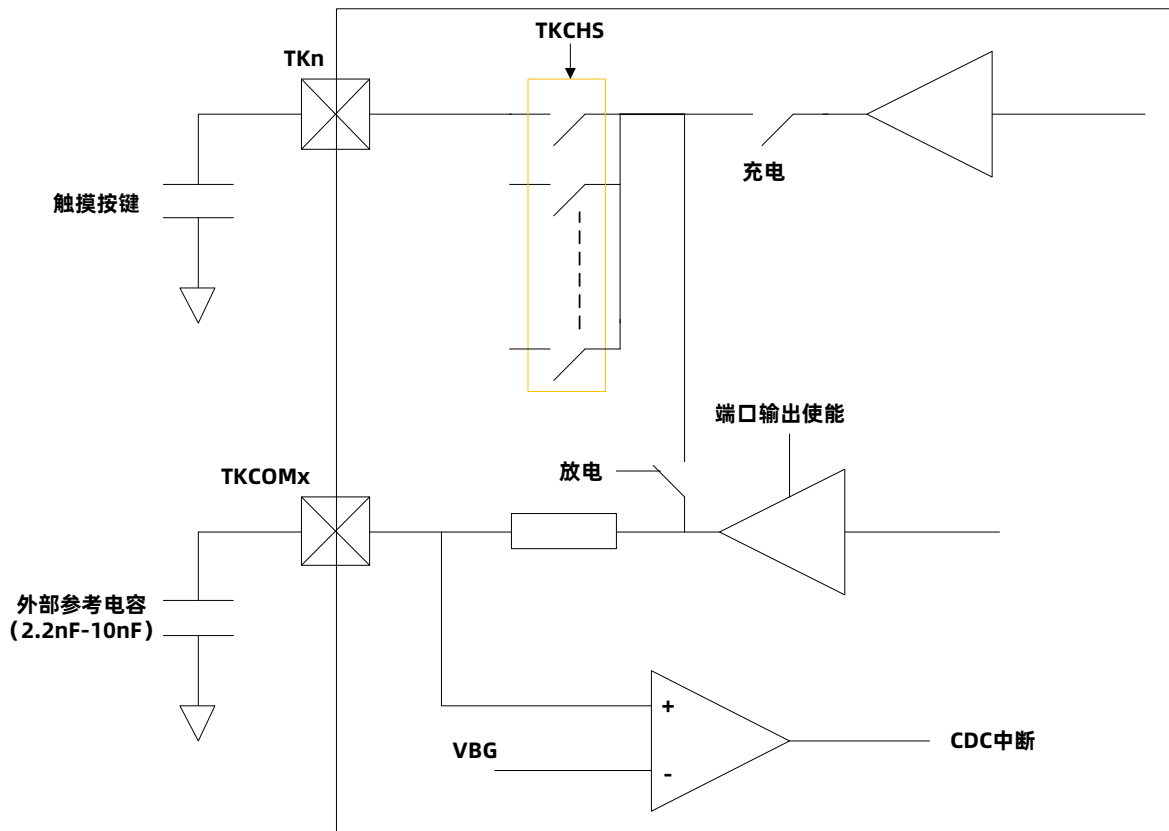 TKCHS
TKn
充电
触摸按键
端口输出使能
放电
TKCOMx
外部参考电容
（2.2nF-10nF）
+
VBG
-
CDC中断